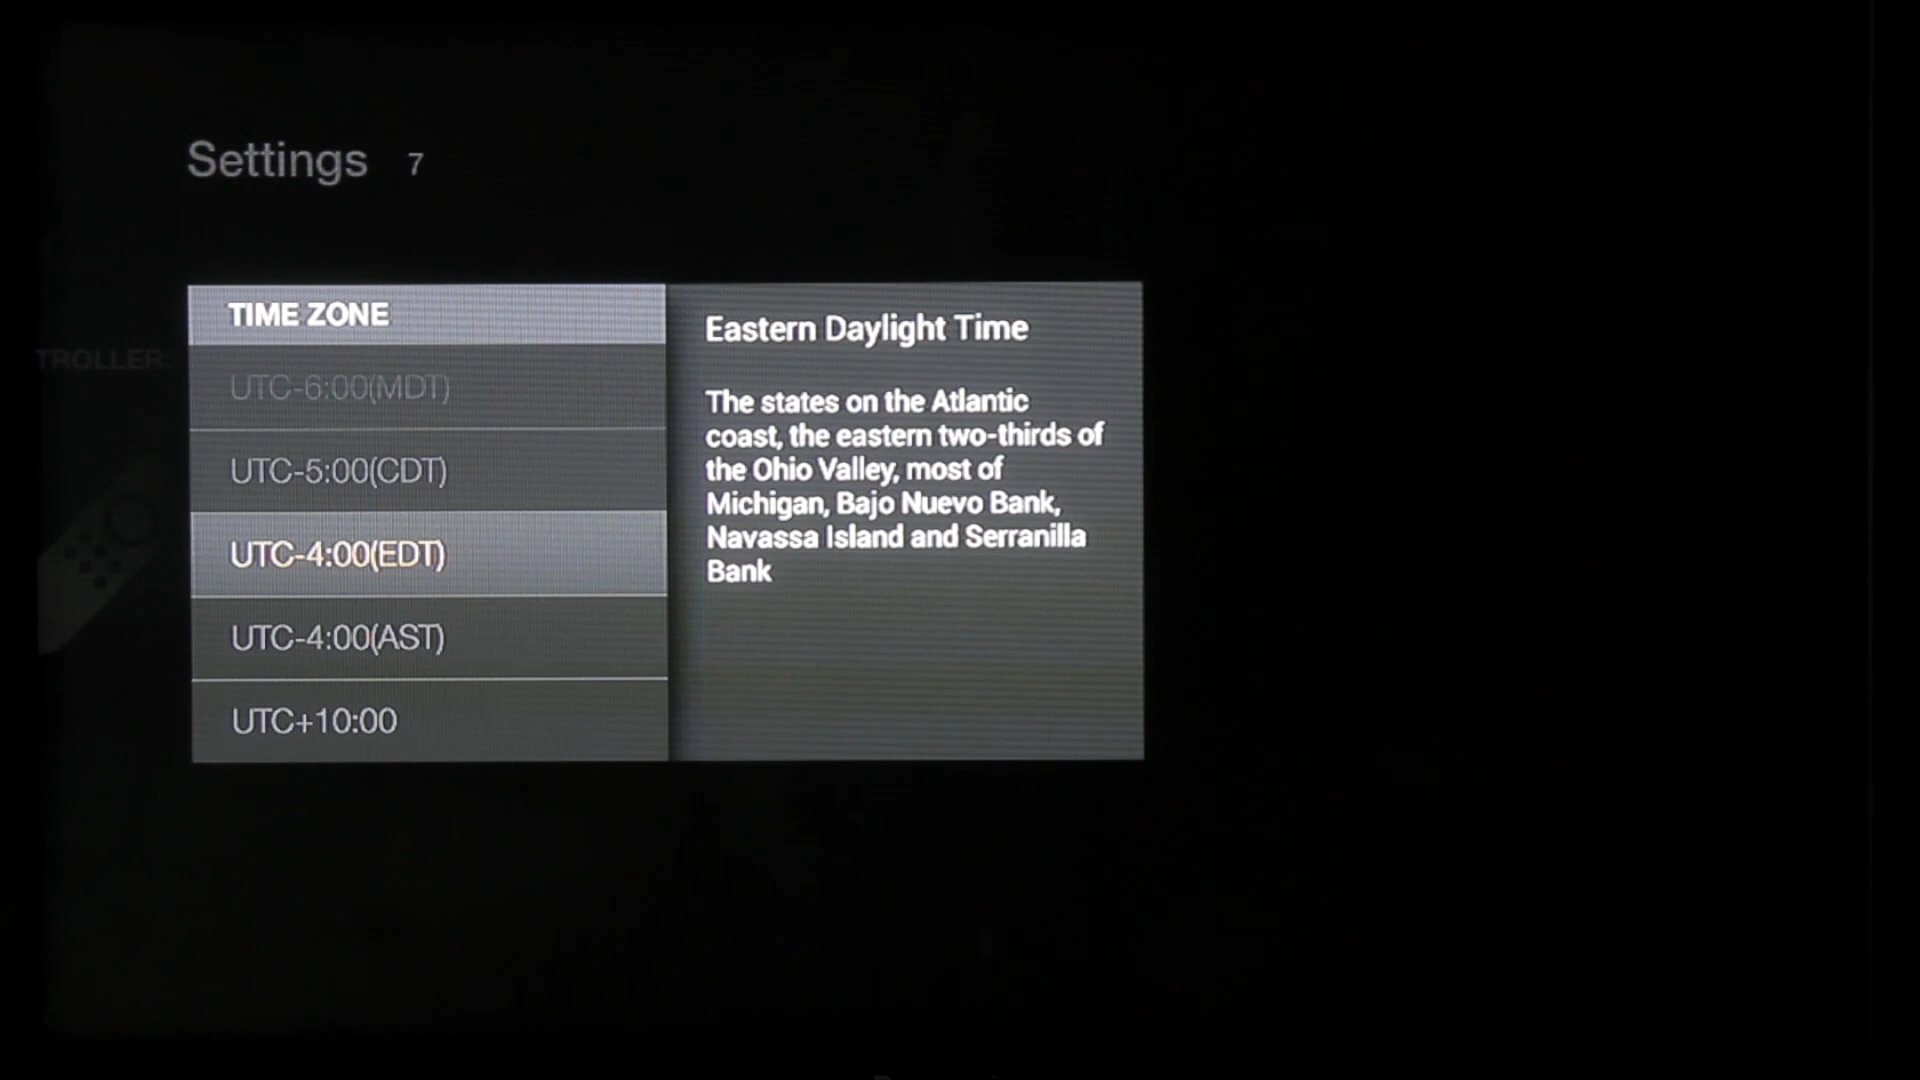 Settings 7
TIME ZONE
UTC-6:00(MDT)
UTC-5:00(CDT)
UTC-4:00(EDT)
UTC-4:00(AST)
UTC+10:00
Eastern Daylight Time
The states on the Atlantic
coast, the eastern two-thirds of
the Ohio Valley, most of
Michigan, Bajo Nuevo Bank,
Navassa Island and Serranilla
Bank
TROLLER